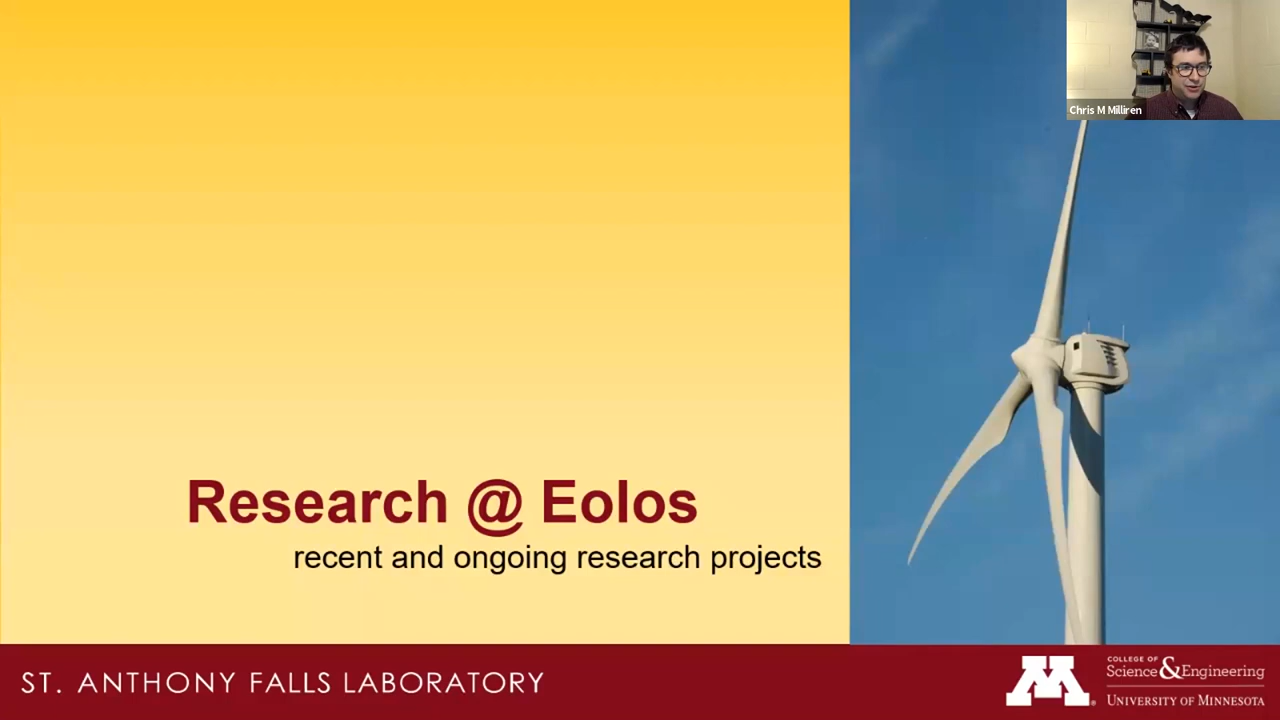 Chris M Milliren
Research @ Eolos
recent and ongoing research projects
ST. ANTHONY FALLS LABORATORY
M
COLLEGE OF
Science & Engineering
UNIVERSITY OF MINNESOTA